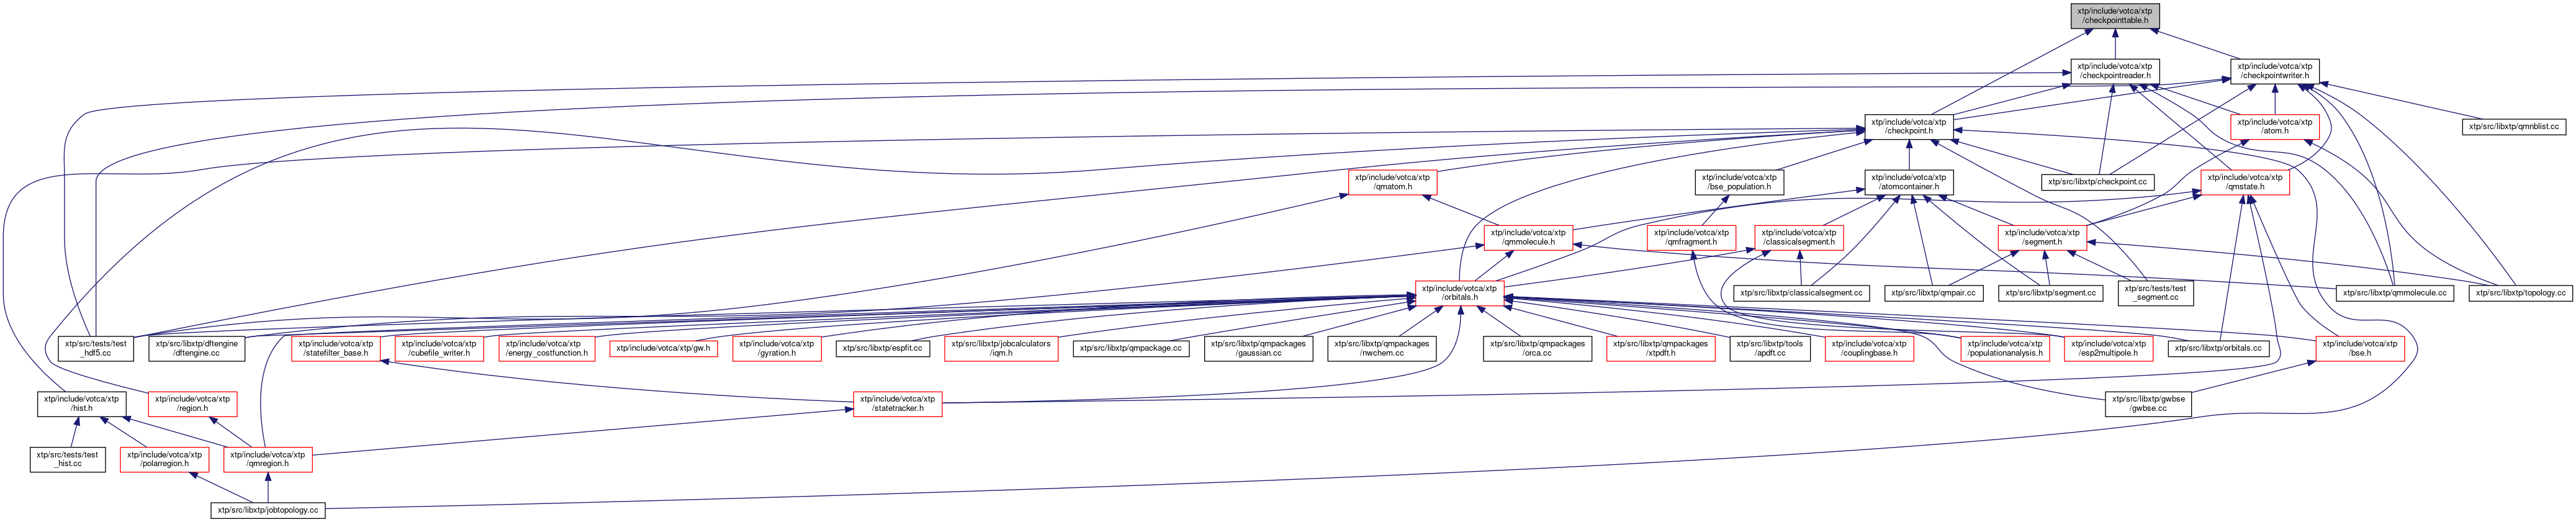 xtp/include/votca/xtp
/checkpointtable.h
xtp/include/votca/xtp
/checkpointreader.h
xtp/include/votca/xtp
/checkpointwriter.h
xtp/include/votca/xtp
/checkpoint.h
xtp/include/votca/xtp
/atom.h
xtp/src/libxtp/qmnblist.cc
xtp/include/votca/xtp
/qmatom.h
xtp/include/votca/xtp
/bse_population.h
xtp/include/votca/xtp
/atomcontainer.h
xtp/src/libxtp/checkpoint.cc
xtp/include/votca/xtp
/qmstate.h
xtp/include/votca/xtp
/qmmolecule.h
xtp/include/votca/xtp
/qmfragment.h
xtp/include/votca/xtp
/classicalsegment.h
xtp/include/votca/xtp
/segment.h
xtp/include/votca/xtp
/orbitals.h
xtp/src/libxtp/classicalsegment.cc
xtp/src/libxtp/qmpair.cc
xtp/src/libxtp/segment.cc
xtp/src/tests/test
_segment.cc
xtp/src/libxtp/qmmolecule.cc
xtp/src/libxtp/topology.cc
xtp/src/tests/test
_hdf5.cc
xtp/src/libxtp/dftengine
/dftengine.cc
xtp/include/votca/xtp
/statefilter_base.h
xtp/include/votca/xtp
/cubefile_writer.h
xtp/include/votca/xtp
/energy_costfunction.h
xtp/include/votca/xtp/gw.h
xtp/include/votca/xtp
/gyration.h
xtp/src/libxtp/espfit.cc
xtp/src/libxtp/jobcalculators
/iqm.h
xtp/src/libxtp/qmpackage.cc
xtp/src/libxtp/qmpackages
/gaussian.cc
xtp/src/libxtp/qmpackages
/nwchem.cc
xtp/src/libxtp/qmpackages
/orca.cc
xtp/src/libxtp/qmpackages
/xtpdft.h
xtp/src/libxtp/tools
/apdft.cc
xtp/include/votca/xtp
/couplingbase.h
xtp/include/votca/xtp
/populationanalysis.h
xtp/include/votca/xtp
/esp2multipole.h
xtp/src/libxtp/orbitals.cc
xtp/include/votca/xtp
/bse.h
xtp/include/votca/xtp
/hist.h
xtp/include/votca/xtp
/region.h
xtp/include/votca/xtp
/statetracker.h
xtp/src/libxtp/gwbse
/gwbse.cc
xtp/src/tests/test
_hist.cc
xtp/include/votca/xtp
/polarregion.h
xtp/include/votca/xtp
/qmregion.h
xtp/src/libxtp/jobtopology.cc